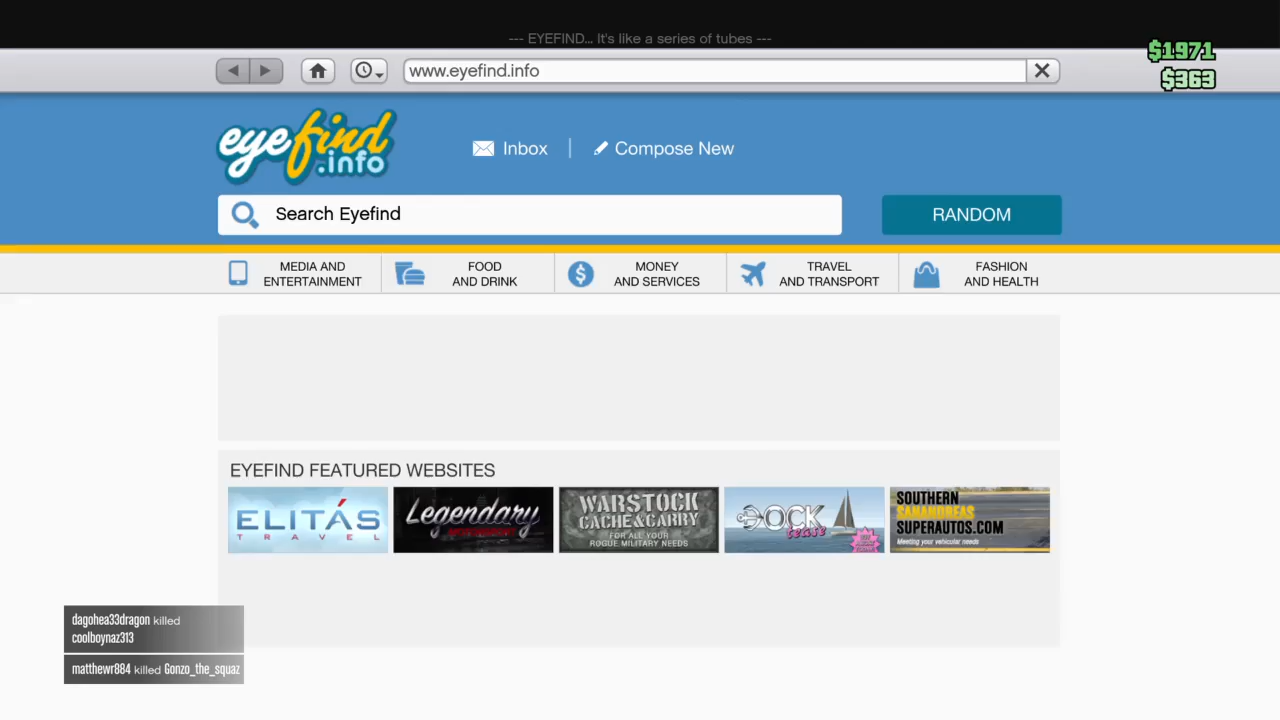 --- EYEFIND... It's like a series of tubes ---
$1971
www.eyefind.info
$363
eyefind
.info
Inbox
Compose New
Search Eyefind
RANDOM
MEDIA AND
ENTERTAINMENT
FOOD
AND DRINK
MONEY
AND SERVICES
TRAVEL
AND TRANSPORT
FASHION
AND HEALTH
EYEFIND FEATURED WEBSITES
ELITÁS
TRAVEL
Legendary
WARSTOCK
CACHE&CARRY
FOR ALL YOUR
ROGUE MILITARY NEEDS
DOCK
tease
SOUTHERN
SANANDREAS
SUPERAUTOS.COM
Meeting your vehicular needs
dagohea33dragon killed
coolboynaz313
matthewr884 killed Gonzo_the_squaz